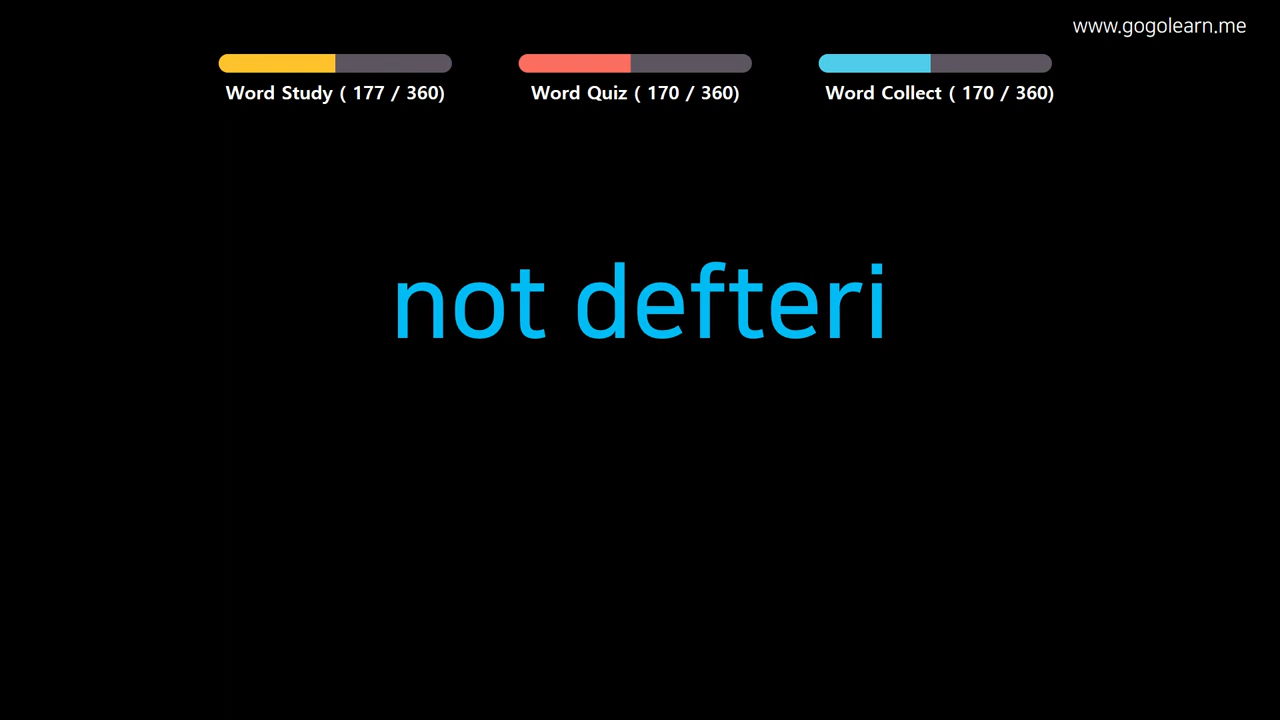 www.gogolearn.me
Word Study ( 177 / 360)
Word Quiz ( 170 / 360)
Word Collect ( 170 / 360)
not defteri